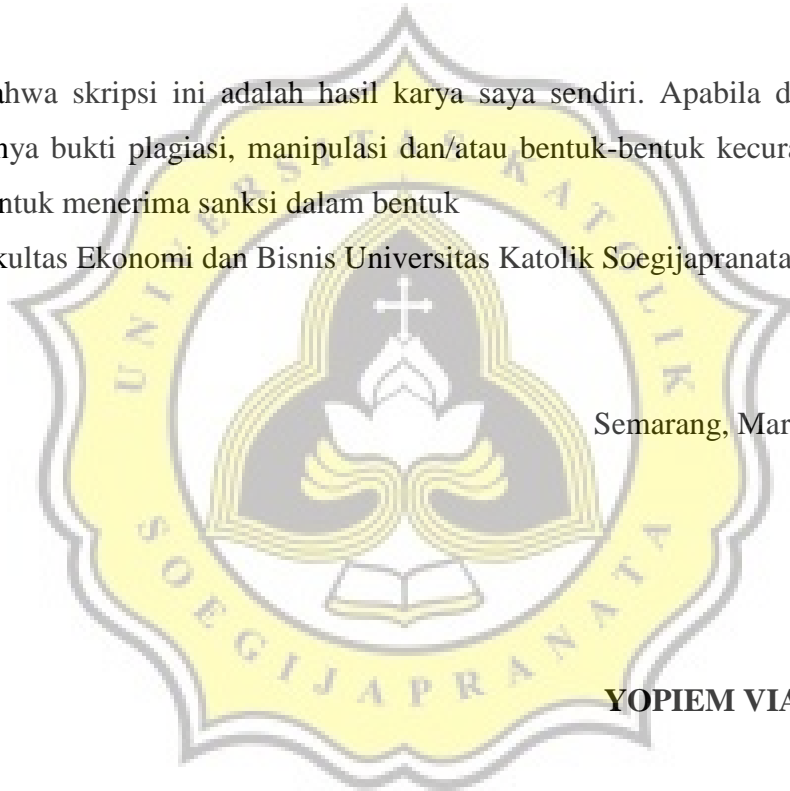 ahwa skripsi ini adalah hasil karya saya sendiri. Apabila d
nya bukti plagiasi, manipulasi dan/atau bentuk-bentuk kecura
ntuk menerima sanksi dalam bentuk
kultas Ekonomi dan Bisnis Universitas Katolik Soegijapranata
Semarang, Mar
YOPIEM VIA
UNIVERSITAS KATOLIK
SOEGIJAPRANATA